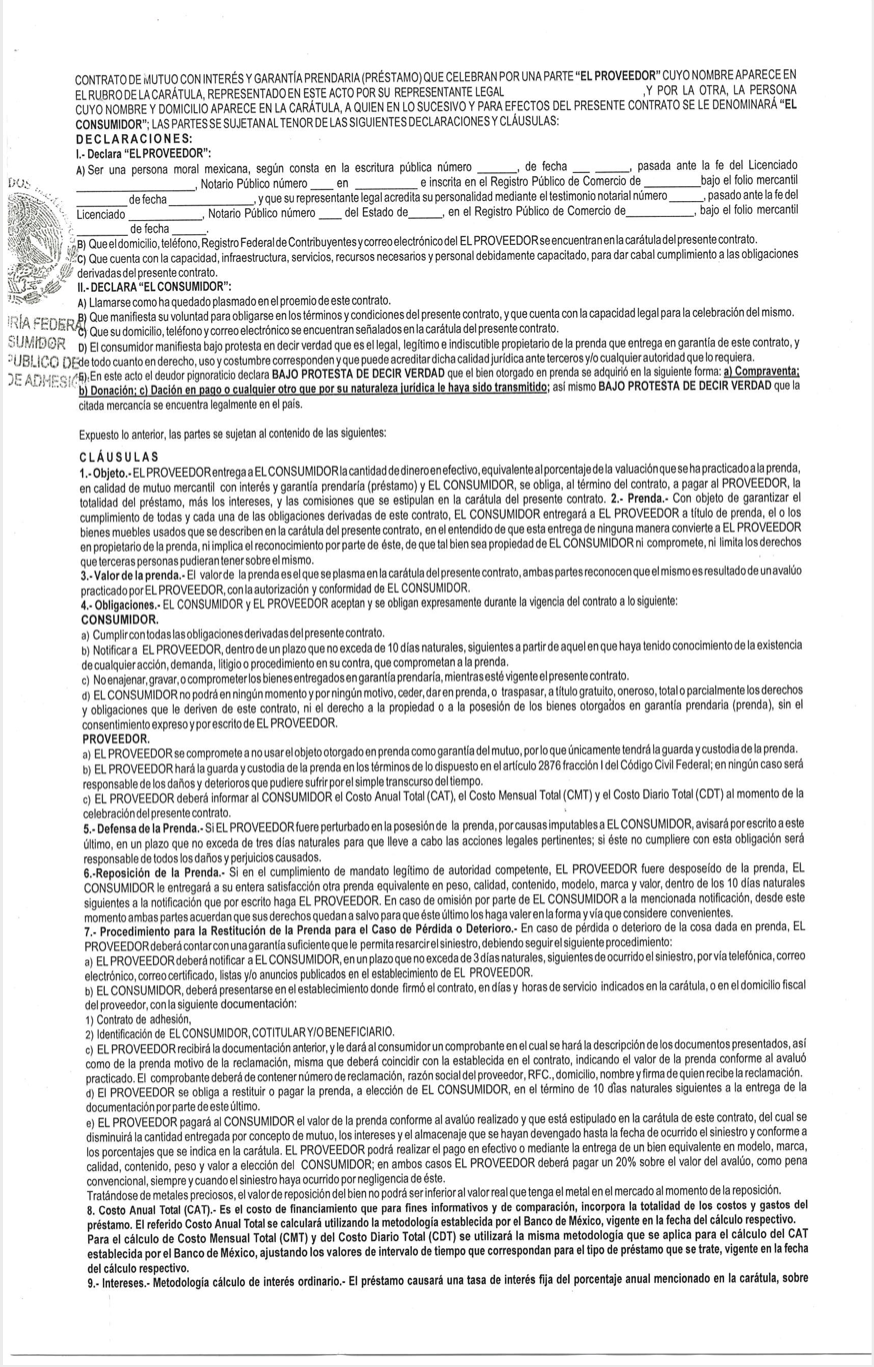 CONTRATO DE MUTUO CON INTERÉS Y GARANTÍA PRENDARIA (PRÉSTAMO) QUE CELEBRAN POR UNA PARTE "EL PROVEEDOR" CUYO NOMBRE APARECE EN
EL RUBRO DE LA CARÁTULA, REPRESENTADO EN ESTE ACTO POR SU REPRESENTANTE LEGAL ,Y POR LA OTRA, LA PERSONA
CUYO NOMBRE Y DOMICILIO APARECE EN LA CARÁTULA, A QUIEN EN LO SUCESIVO Y PARA EFECTOS DEL PRESENTE CONTRATO SE LE DENOMINARÁ "EL
CONSUMIDOR"; LAS PARTES SE SUJETAN AL TENOR DE LAS SIGUIENTES DECLARACIONES Y CLÁUSULAS:
DECLARACIONES:
I.- Declara "EL PROVEEDOR":
A) Ser una persona moral mexicana, según consta en la escritura pública número ______, de fecha ___ ______, pasada ante la fe del Licenciado
____________________, Notario Público número ____ en __________ e inscrita en el Registro Público de Comercio de _________bajo el folio mercantil
_________de fecha ______________, y que su representante legal acredita su personalidad mediante el testimonio notarial número ______, pasado ante la fe del
Licenciado ____________, Notario Público número ____ del Estado de_____, en el Registro Público de Comercio de___________, bajo el folio mercantil
_________ de fecha ______.
B) Que el domicilio, teléfono, Registro Federal de Contribuyentes y correo electrónico del EL PROVEEDOR se encuentran en la carátula del presente contrato.
C) Que cuenta con la capacidad, infraestructura, servicios, recursos necesarios y personal debidamente capacitado, para dar cabal cumplimiento a las obligaciones
derivadas del presente contrato.
II.- DECLARA "EL CONSUMIDOR":
A) Llamarse como ha quedado plasmado en el proemio de este contrato.
B) Que manifiesta su voluntad para obligarse en los términos y condiciones del presente contrato, y que cuenta con la capacidad legal para la celebración del mismo.
C) Que su domicilio, teléfono y correo electrónico se encuentran señalados en la carátula del presente contrato.
D) El consumidor manifiesta bajo protesta en decir verdad que es el legal, legítimo e indiscutible propietario de la prenda que entrega en garantía de este contrato, y
de todo cuanto en derecho, uso y costumbre corresponden y que puede acreditar dicha calidad jurídica ante terceros y/o cualquier autoridad que lo requiera.
En este acto el deudor pignoraticio declara BAJO PROTESTA DE DECIR VERDAD que el bien otorgado en prenda se adquirió en la siguiente forma: a) Compraventa;
b) Donación; c) Dación en pago o cualquier otro que por su naturaleza jurídica le haya sido transmitido; así mismo BAJO PROTESTA DE DECIR VERDAD que la
citada mercancía se encuentra legalmente en el país.
RÍA FEDERA
SUMIDOR
PÚBLICO DE
DE ADHESIÓ
Expuesto lo anterior, las partes se sujetan al contenido de las siguientes:
CLÁUSULAS
1.- Objeto.- EL PROVEEDOR entrega a EL CONSUMIDOR la cantidad de dinero en efectivo, equivalente al porcentaje de la valuación que se ha practicado a la prenda,
en calidad de mutuo mercantil con interés y garantía prendaria (préstamo) y EL CONSUMIDOR, se obliga, al término del contrato, a pagar al PROVEEDOR, la
totalidad del préstamo, más los intereses, y las comisiones que se estipulan en la carátula del presente contrato. 2.- Prenda.- Con objeto de garantizar el
cumplimiento de todas y cada una de las obligaciones derivadas de este contrato, EL CONSUMIDOR entregará a EL PROVEEDOR a título de prenda, el o los
bienes muebles usados que se describen en la carátula del presente contrato, en el entendido de que esta entrega de ninguna manera convierte a EL PROVEEDOR
en propietario de la prenda, ni implica el reconocimiento por parte de éste, de que tal bien sea propiedad de EL CONSUMIDOR ni compromete, ni limita los derechos
que terceras personas pudieran tener sobre el mismo.
3.- Valor de la prenda.- El valor de la prenda es el que se plasma en la carátula del presente contrato, ambas partes reconocen que el mismo es resultado de un avalúo
practicado por EL PROVEEDOR, con la autorización y conformidad de EL CONSUMIDOR.
4.- Obligaciones.- EL CONSUMIDOR y EL PROVEEDOR aceptan y se obligan expresamente durante la vigencia del contrato a lo siguiente:
CONSUMIDOR.
a) Cumplir con todas las obligaciones derivadas del presente contrato.
b) Notificar a EL PROVEEDOR, dentro de un plazo que no exceda de 10 días naturales, siguientes a partir de aquel en que haya tenido conocimiento de la existencia
de cualquier acción, demanda, litigio o procedimiento en su contra, que comprometan a la prenda.
c) No enajenar, gravar, o comprometer los bienes entregados en garantía prendaría, mientras esté vigente el presente contrato.
d) EL CONSUMIDOR no podrá en ningún momento y por ningún motivo, ceder, dar en prenda, o traspasar, a título gratuito, oneroso, total o parcialmente los derechos
y obligaciones que le deriven de este contrato, ni el derecho a la propiedad o a la posesión de los bienes otorgados en garantía prendaria (prenda), sin el
consentimiento expreso y por escrito de EL PROVEEDOR.
PROVEEDOR.
a) EL PROVEEDOR se compromete a no usar el objeto otorgado en prenda como garantía del mutuo, por lo que únicamente tendrá la guarda y custodia de la prenda.
b) EL PROVEEDOR hará la guarda y custodia de la prenda en los términos de lo dispuesto en el artículo 2876 fracción I del Código Civil Federal; en ningún caso será
responsable de los daños y deterioros que pudiere sufrir por el simple transcurso del tiempo.
c) EL PROVEEDOR deberá informar al CONSUMIDOR el Costo Anual Total (CAT), el Costo Mensual Total (CMT) y el Costo Diario Total (CDT) al momento de la
celebración del presente contrato.
5.- Defensa de la Prenda.- Si EL PROVEEDOR fuere perturbado en la posesión de la prenda, por causas imputables a EL CONSUMIDOR, avisará por escrito a este
último, en un plazo que no exceda de tres días naturales para que lleve a cabo las acciones legales pertinentes; si éste no cumpliere con esta obligación será
responsable de todos los daños y perjuicios causados.
6.-Reposición de la Prenda.- Si en el cumplimiento de mandato legítimo de autoridad competente, EL PROVEEDOR fuere desposeído de la prenda, EL
CONSUMIDOR le entregará a su entera satisfacción otra prenda equivalente en peso, calidad, contenido, modelo, marca y valor, dentro de los 10 días naturales
siguientes a la notificación que por escrito haga EL PROVEEDOR. En caso de omisión por parte de EL CONSUMIDOR a la mencionada notificación, desde este
momento ambas partes acuerdan que sus derechos quedan a salvo para que éste último los haga valer en la forma y vía que considere convenientes.
7.- Procedimiento para la Restitución de la Prenda para el Caso de Pérdida o Deterioro.- En caso de pérdida o deterioro de la cosa dada en prenda, EL
PROVEEDOR deberá contar con una garantía suficiente que le permita resarcir el siniestro, debiendo seguir el siguiente procedimiento:
a) EL PROVEEDOR deberá notificar a EL CONSUMIDOR, en un plazo que no exceda de 3 días naturales, siguientes de ocurrido el siniestro, por vía telefónica, correo
electrónico, correo certificado, listas y/o anuncios publicados en el establecimiento de EL PROVEEDOR.
b) EL CONSUMIDOR, deberá presentarse en el establecimiento donde firmó el contrato, en días y horas de servicio indicados en la carátula, o en el domicilio fiscal
del proveedor, con la siguiente documentación:
1) Contrato de adhesión,
2) Identificación de EL CONSUMIDOR, COTITULAR Y/O BENEFICIARIO.
c) EL PROVEEDOR recibirá la documentación anterior, y le dará al consumidor un comprobante en el cual se hará la descripción de los documentos presentados, así
como de la prenda motivo de la reclamación, misma que deberá coincidir con la establecida en el contrato, indicando el valor de la prenda conforme al avaluó
practicado. El comprobante deberá de contener número de reclamación, razón social del proveedor, RFC., domicilio, nombre y firma de quien recibe la reclamación.
d) El PROVEEDOR se obliga a restituir o pagar la prenda, a elección de EL CONSUMIDOR, en el término de 10 días naturales siguientes a la entrega de la
documentación por parte de este último.
e) EL PROVEEDOR pagará al CONSUMIDOR el valor de la prenda conforme al avalúo realizado y que está estipulado en la carátula de este contrato, del cual se
disminuirá la cantidad entregada por concepto de mutuo, los intereses y el almacenaje que se hayan devengado hasta la fecha de ocurrido el siniestro y conforme a
los porcentajes que se indica en la carátula. EL PROVEEDOR podrá realizar el pago en efectivo o mediante la entrega de un bien equivalente en modelo, marca,
calidad, contenido, peso y valor a elección del CONSUMIDOR; en ambos casos EL PROVEEDOR deberá pagar un 20% sobre el valor del avalúo, como pena
convencional, siempre y cuando el siniestro haya ocurrido por negligencia de éste.
Tratándose de metales preciosos, el valor de reposición del bien no podrá ser inferior al valor real que tenga el metal en el mercado al momento de la reposición.
8. Costo Anual Total (CAT).- Es el costo de financiamiento que para fines informativos y de comparación, incorpora la totalidad de los costos y gastos del
préstamo. El referido Costo Anual Total se calculará utilizando la metodología establecida por el Banco de México, vigente en la fecha del cálculo respectivo.
Para el cálculo de Costo Mensual Total (CMT) y del Costo Diario Total (CDT) se utilizará la misma metodología que se aplica para el cálculo del CAT
establecida por el Banco de México, ajustando los valores de intervalo de tiempo que correspondan para el tipo de préstamo que se trate, vigente en la fecha
del cálculo respectivo.
9.- Intereses.- Metodología cálculo de interés ordinario.- El préstamo causará una tasa de interés fija del porcentaje anual mencionado en la carátula, sobre